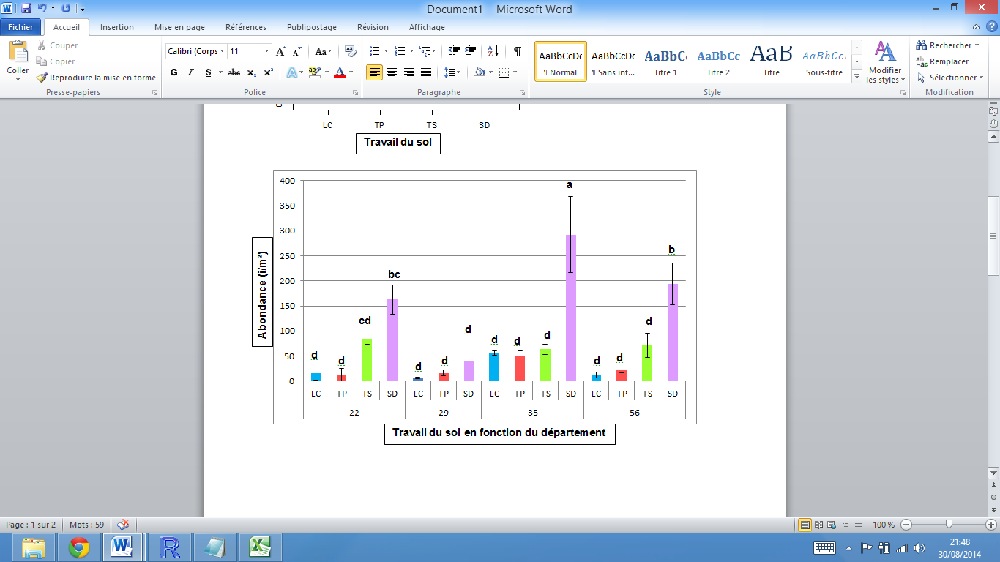 Document1 - Microsoft Word
Fichier Accueil Insertion Mise en page Références Publipostage Révision Affichage
Coller
Couper
Copier
Reproduire la mise en forme
Presse-papiers
Calibri (Corps 11
G I S abc x₂ x²
Police
Paragraphe
AaBbCcDc AaBbCcDc AaBbCc AaBbCc AaB AaBbCc.
¶ Normal ¶ Sans int... Titre 1 Titre 2 Titre Sous-titre
Modifier
les styles
Style
Rechercher
Remplacer
Sélectionner
Modification
LC TP TS SD
Travail du sol
Abondance (i/m²)
400
350
300
250
200
150
100
50
0
d d cd bc d d d d d d a d d d b
LC TP TS SD LC TP SD LC TP TS SD LC TP TS SD
22 29 35 56
Travail du sol en fonction du département
Page : 1 sur 2 Mots : 59
100 %
21:48
30/08/2014